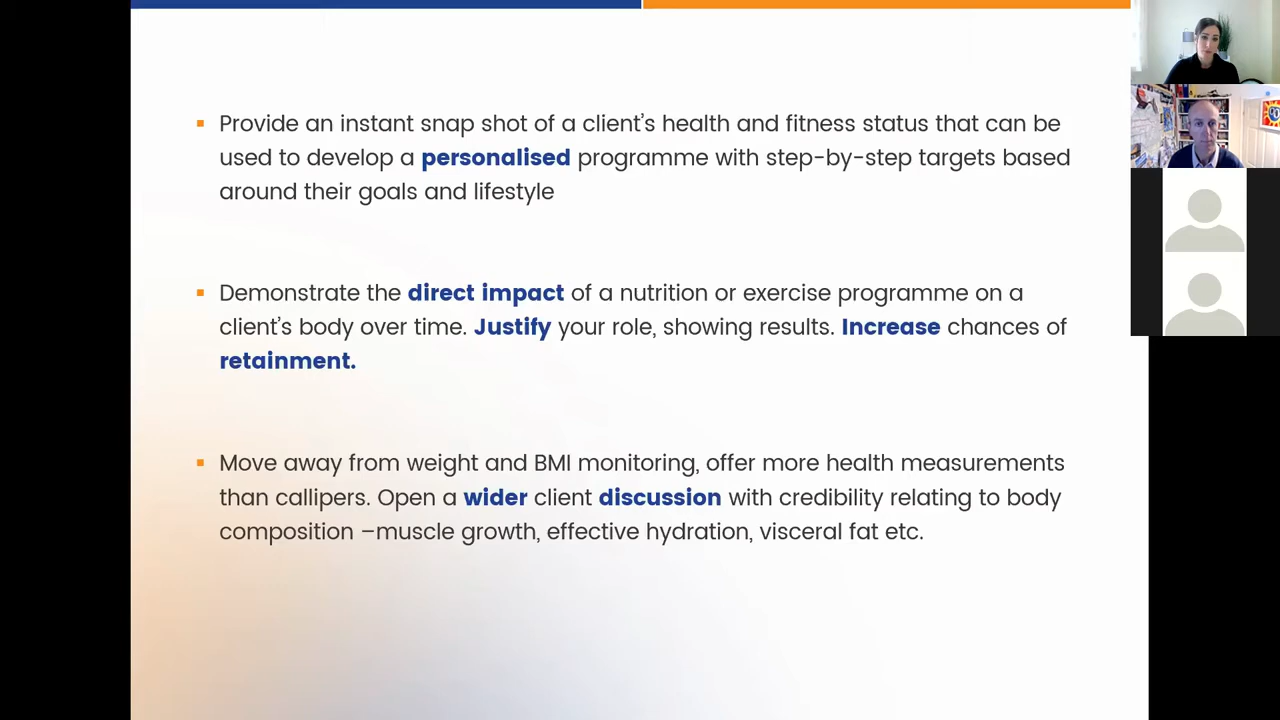 ▪ Provide an instant snap shot of a client's health and fitness status that can be
used to develop a personalised programme with step-by-step targets based
around their goals and lifestyle
▪ Demonstrate the direct impact of a nutrition or exercise programme on a
client's body over time. Justify your role, showing results. Increase chances of
retainment.
▪ Move away from weight and BMI monitoring, offer more health measurements
than callipers. Open a wider client discussion with credibility relating to body
composition –muscle growth, effective hydration, visceral fat etc.